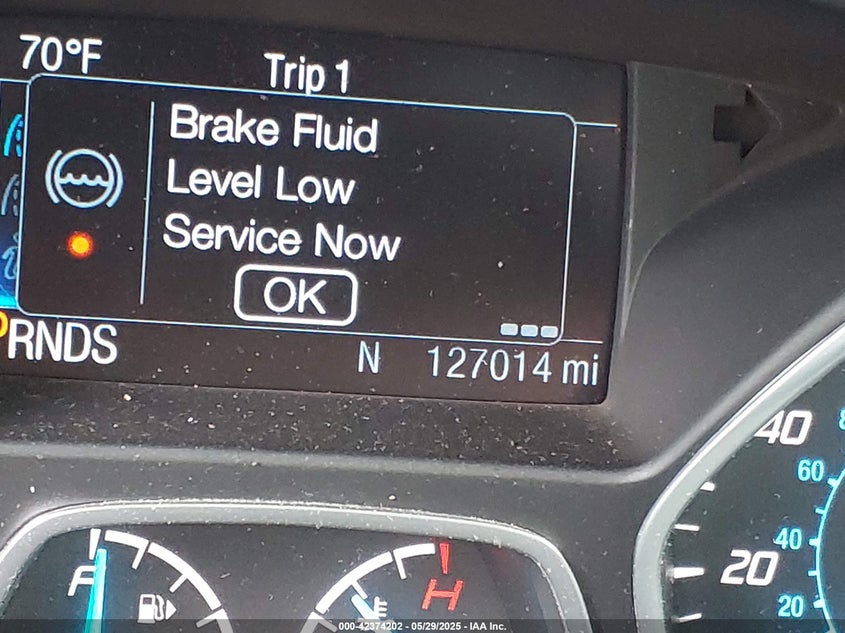 70°F
Trip 1
Brake Fluid
Level Low
Service Now
OK
PRNDS
N
127014 mi
40
60
40
20
20
F
H
000-42374202 - 05/29/2025 - IAA Inc.